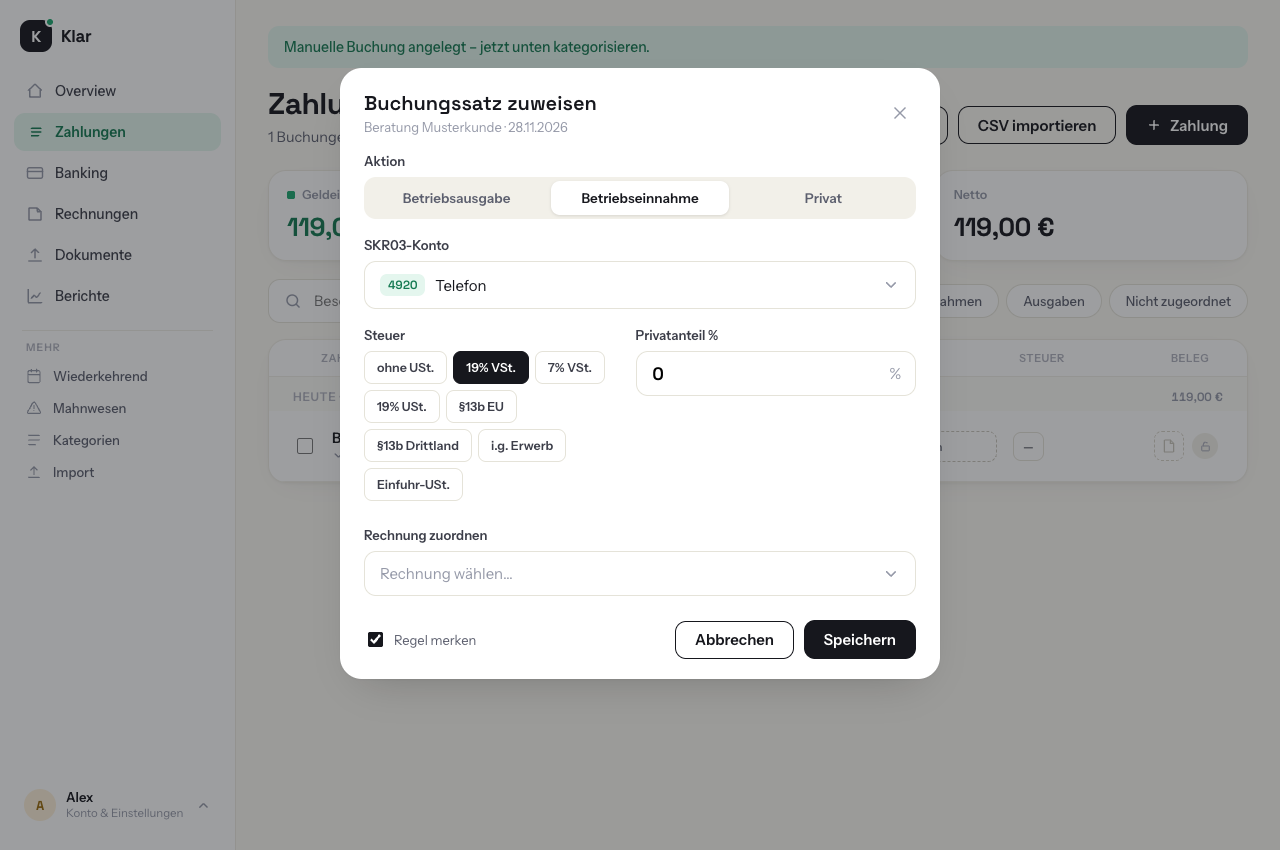 K Klar
Overview
Zahlungen
Banking
Rechnungen
Dokumente
Berichte
MEHR
Wiederkehrend
Mahnwesen
Kategorien
Import
A Alex
Konto & Einstellungen
Manuelle Buchung angelegt – jetzt unten kategorisieren.
CSV importieren
+ Zahlung
Netto
119,00 €
Ausgaben
Nicht zugeordnet
STEUER BELEG
HEUTE 119,00 €
–
Buchungssatz zuweisen
Beratung Musterkunde · 28.11.2026
Aktion
Betriebsausgabe Betriebseinnahme Privat
SKR03-Konto
4920 Telefon
Steuer Privatanteil %
ohne USt. 19% VSt. 7% VSt. 0 %
19% USt. §13b EU
§13b Drittland i.g. Erwerb
Einfuhr-USt.
Rechnung zuordnen
Rechnung wählen...
Regel merken Abbrechen Speichern